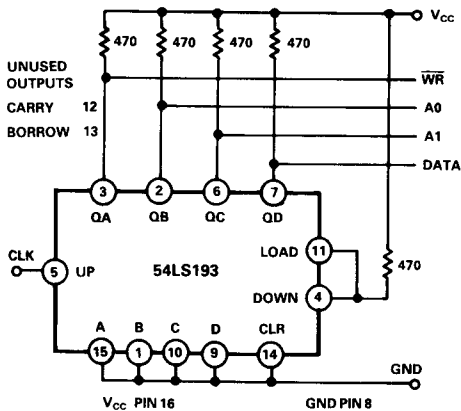 V_CC
470 470 470 470
UNUSED
OUTPUTS
W̅R̅
CARRY 12
A0
BORROW 13
A1
DATA
3 2 6 7
QA QB QC QD
CLK
LOAD 11
5 UP
54LS193
470
DOWN 4
A B C D CLR
15 1 10 9 14
GND
V_CC PIN 16
GND PIN 8